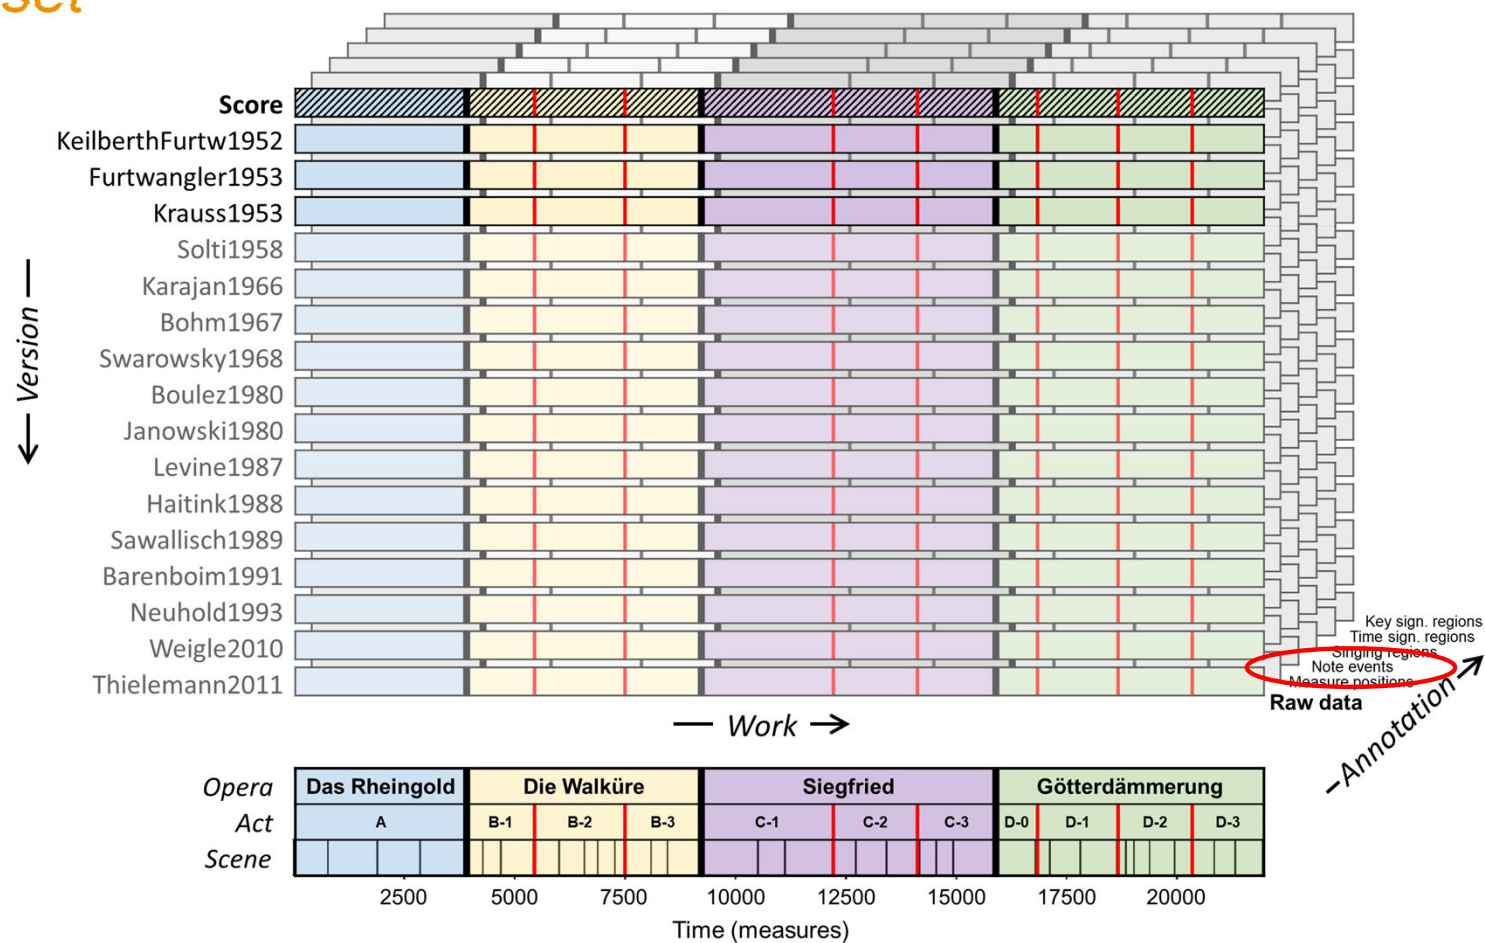 set
Score
KeilberthFurtw1952
Furtwangler1953
Krauss1953
Solti1958
Karajan1966
Bohm1967
Swarowsky1968
Boulez1980
Janowski1980
Levine1987
Haitink1988
Sawallisch1989
Barenboim1991
Neuhold1993
Weigle2010
Thielemann2011
Version
Key sign. regions
Time sign. regions
Singing regions
Note events
Measure positions
Raw data
Annotation
Work
Opera Das Rheingold Die Walküre Siegfried Götterdämmerung
Act A B-1 B-2 B-3 C-1 C-2 C-3 D-0 D-1 D-2 D-3
Scene
2500 5000 7500 10000 12500 15000 17500 20000
Time (measures)